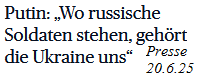 Putin: „Wo russische
Soldaten stehen, gehört
die Ukraine uns“
Presse
20.6.25